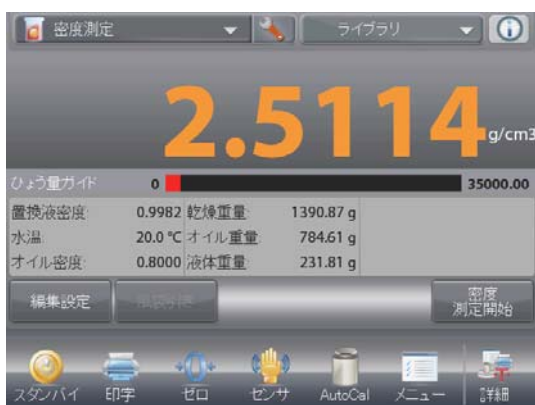 密度測定 ライブラリ
2.5114 g/cm3
ひょう量ガイド 0 35000.00
置換液密度: 0.9982 乾燥重量: 1390.87 g
水温: 20.0 °C オイル重量: 784.61 g
オイル密度: 0.8000 液体重量: 231.81 g
編集設定 密度
測定開始
スタンバイ 印字 ゼロ センサ AutoCal メニュー 詳細